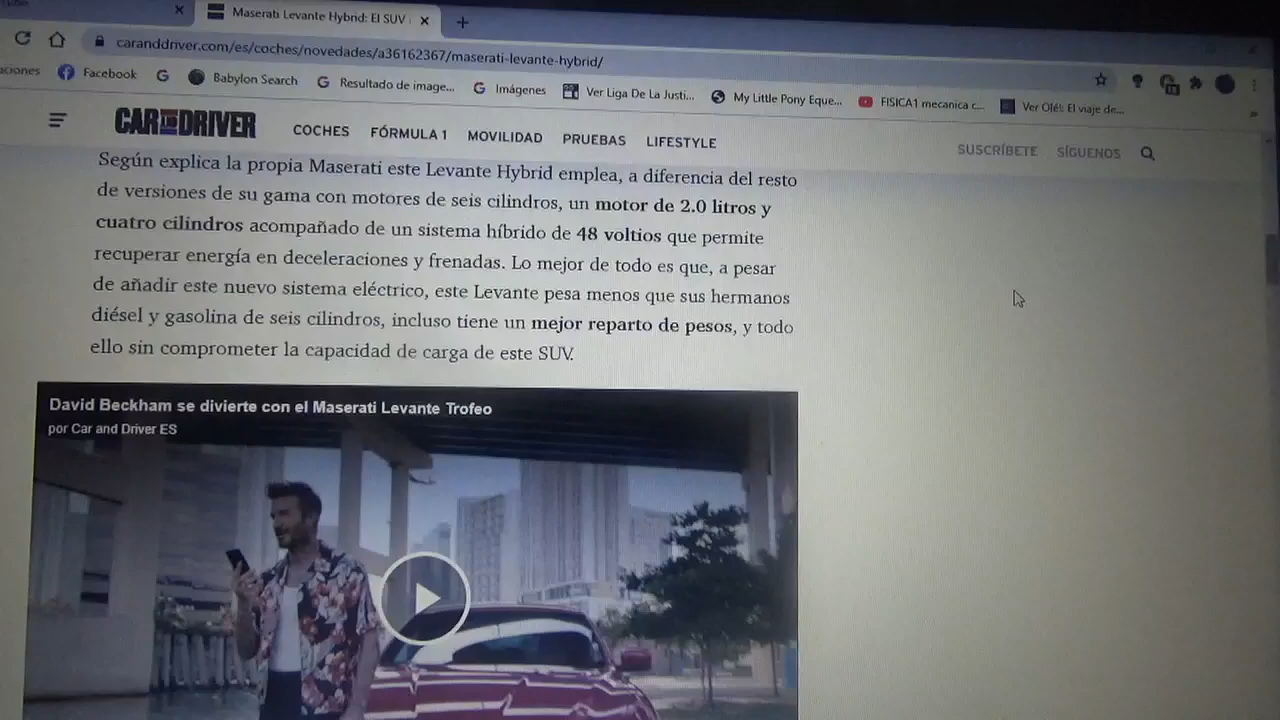 Maserati Levante Hybrid: El SUV
caranddriver.com/es/coches/novedades/a36162367/maserati-levante-hybrid/
aciones Facebook Babylon Search Resultado de image... Imágenes Ver Liga De La Justi... My Little Pony Eque... FISICA1 mecanica c... Ver Olé!: El viaje de...
CAR AND DRIVER COCHES FÓRMULA 1 MOVILIDAD PRUEBAS LIFESTYLE SUSCRÍBETE SÍGUENOS
Según explica la propia Maserati este Levante Hybrid emplea, a diferencia del resto
de versiones de su gama con motores de seis cilindros, un motor de 2.0 litros y
cuatro cilindros acompañado de un sistema híbrido de 48 voltios que permite
recuperar energía en deceleraciones y frenadas. Lo mejor de todo es que, a pesar
de añadir este nuevo sistema eléctrico, este Levante pesa menos que sus hermanos
diésel y gasolina de seis cilindros, incluso tiene un mejor reparto de pesos, y todo
ello sin comprometer la capacidad de carga de este SUV.
David Beckham se divierte con el Maserati Levante Trofeo
por Car and Driver ES